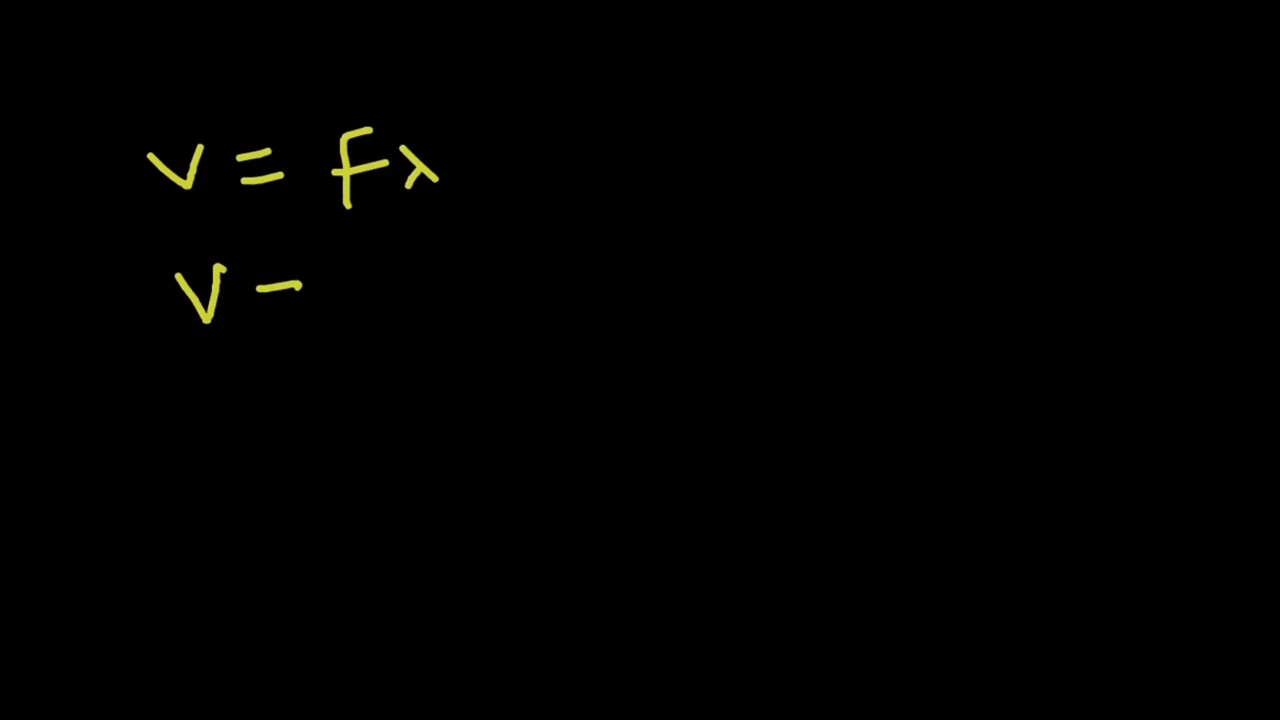 v = fλ
v -